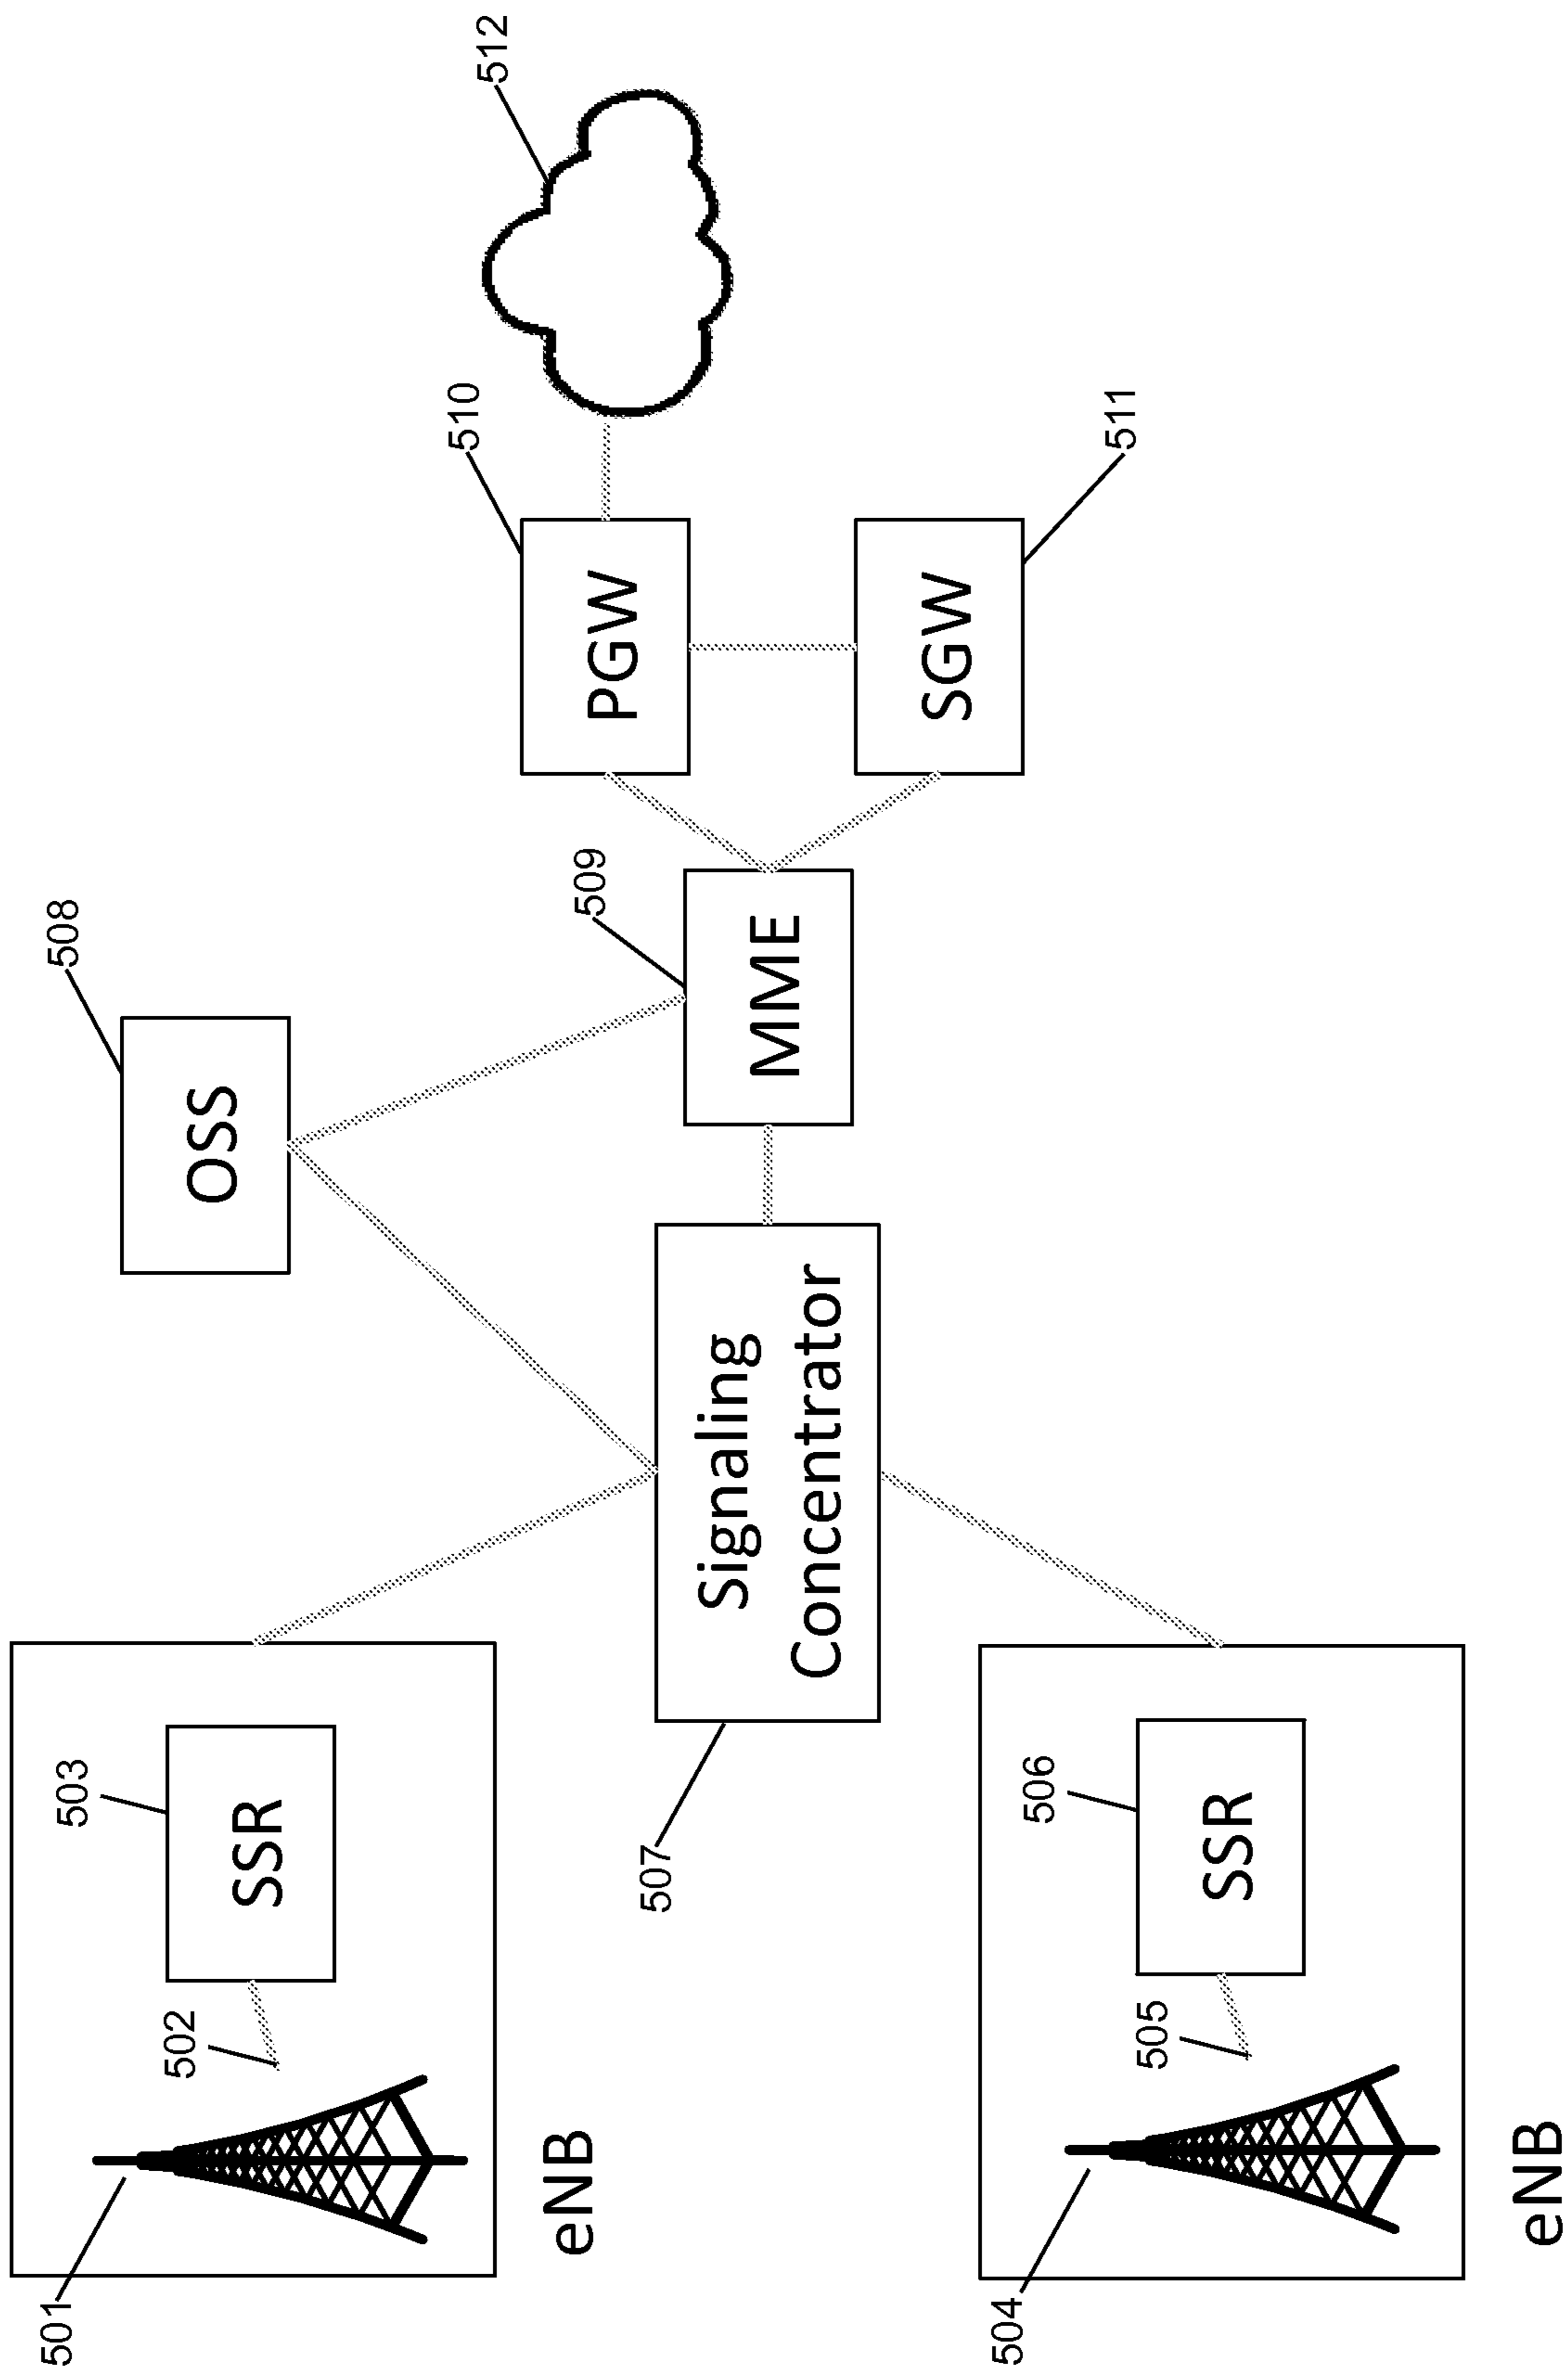 501
502
503
SSR
eNB
504
505
506
SSR
eNB
507
Signaling
Concentrator
508
OSS
509
MME
510
PGW
511
SGW
512